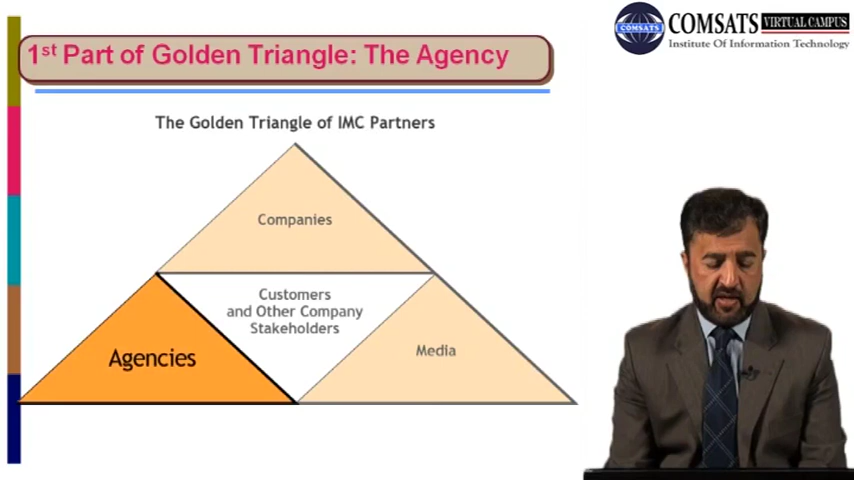 1st Part of Golden Triangle: The Agency
COMSATS VIRTUAL CAMPUS
Institute Of Information Technology
The Golden Triangle of IMC Partners
Companies
Customers
and Other Company
Stakeholders
Agencies
Media